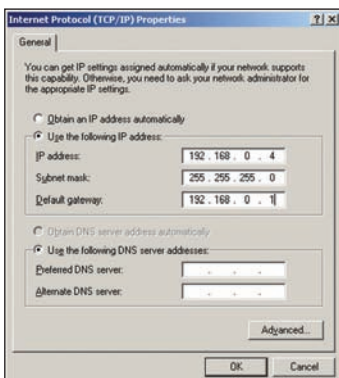 Internet Protocol (TCP/IP) Properties
General
You can get IP settings assigned automatically if your network supports
this capability. Otherwise, you need to ask your network administrator for
the appropriate IP settings.
Obtain an IP address automatically
Use the following IP address:
IP address: 192 . 168 . 0 . 4
Subnet mask: 255 . 255 . 255 . 0
Default gateway: 192 . 168 . 0 . 1
Obtain DNS server address automatically
Use the following DNS server addresses:
Preferred DNS server: . . .
Alternate DNS server: . . .
Advanced...
OK Cancel